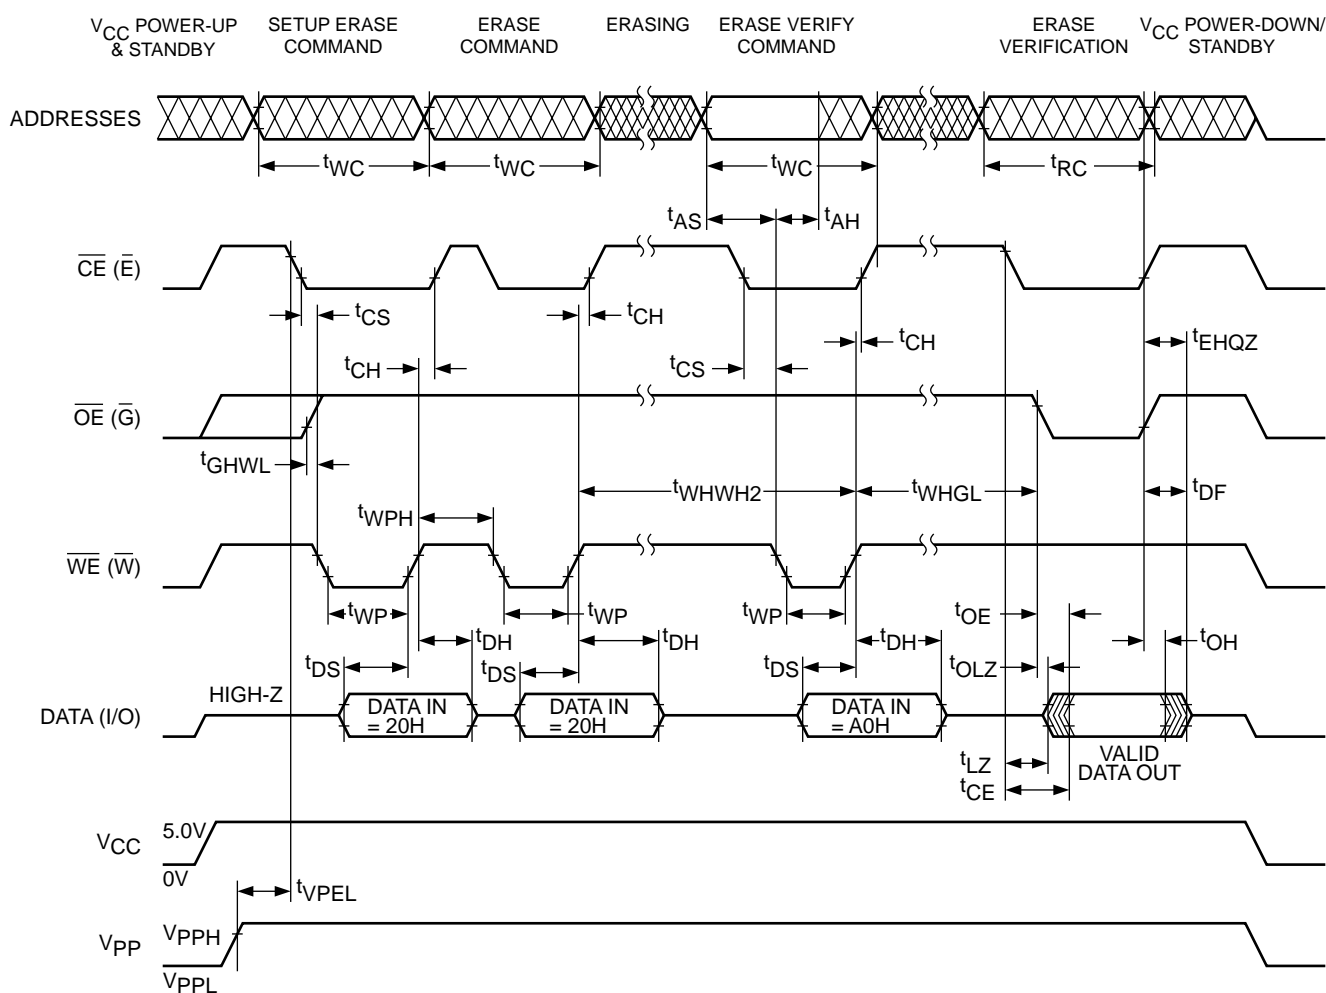 VCC POWER-UP & STANDBY
SETUP ERASE COMMAND
ERASE COMMAND
ERASING
ERASE VERIFY COMMAND
ERASE VERIFICATION
VCC POWER-DOWN/ STANDBY
ADDRESSES
tWC
tWC
tWC
tRC
tAS
tAH
CE (E)
tCS
tCH
tCH
tCS
tCH
tEHQZ
OE (G)
tGHWL
tWHWH2
tWHGL
tDF
tWPH
WE (W)
tWP
tWP
tWP
tOE
tDH
tDH
tDH
tOH
tDS
tDS
tDS
tOLZ
DATA (I/O)
HIGH-Z
DATA IN = 20H
DATA IN = 20H
DATA IN = A0H
VALID DATA OUT
tLZ
tCE
VCC
5.0V
0V
tVPEL
VPP
VPPH
VPPL